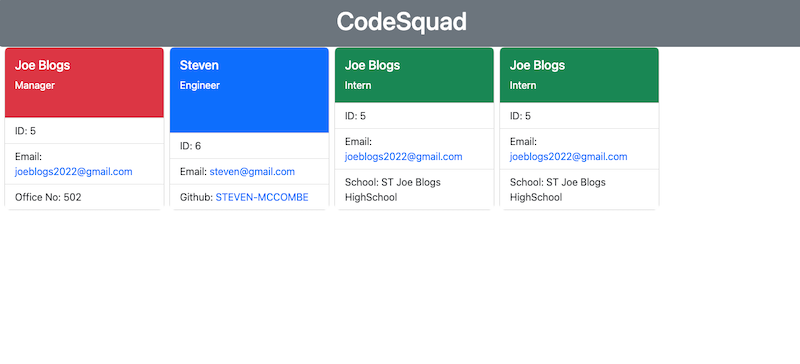 CodeSquad
Joe Blogs
Manager
ID: 5
Email:
joeblogs2022@gmail.com
Office No: 502
Steven
Engineer
ID: 6
Email: steven@gmail.com
Github: STEVEN-MCCOMBE
Joe Blogs
Intern
ID: 5
Email:
joeblogs2022@gmail.com
School: ST Joe Blogs
HighSchool
Joe Blogs
Intern
ID: 5
Email:
joeblogs2022@gmail.com
School: ST Joe Blogs
HighSchool